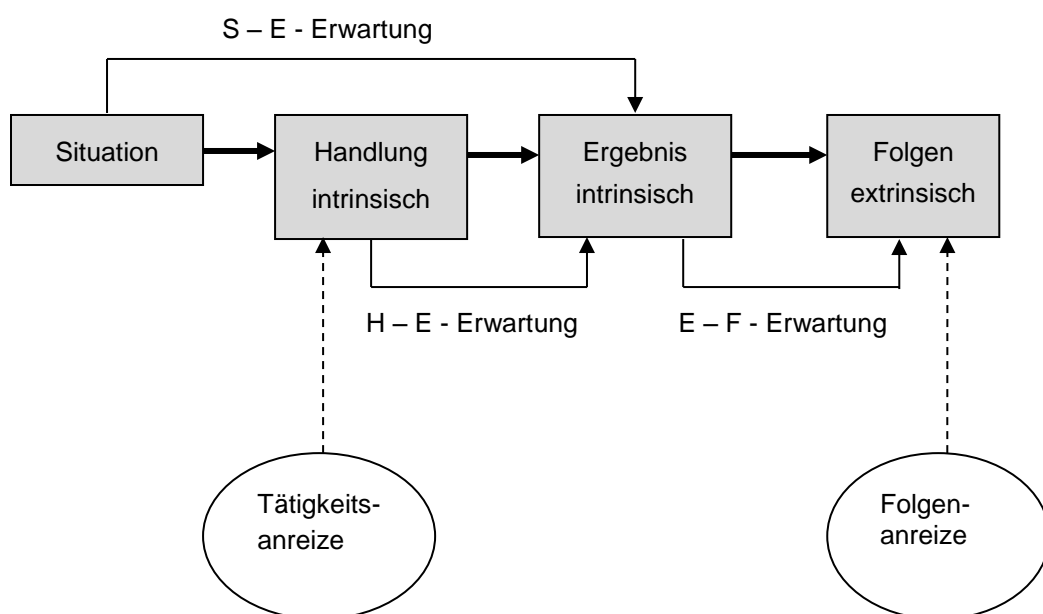 S – E - Erwartung
Situation
Handlung
intrinsisch
Ergebnis
intrinsisch
Folgen
extrinsisch
H – E - Erwartung
E – F - Erwartung
Tätigkeits-
anreize
Folgen-
anreize